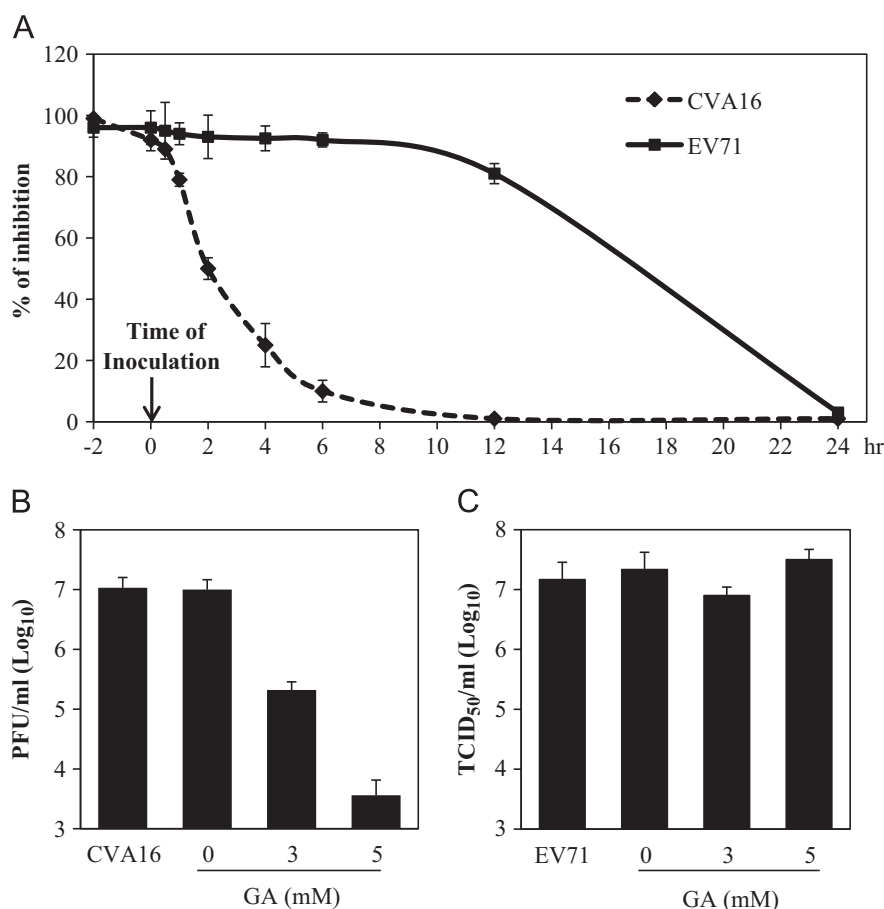 A
120
100
80
60
40
20
0
% of inhibition
CVA16
EV71
Time of
Inoculation
-2 0 2 4 6 8 10 12 14 16 18 20 22 24 hr
B
8
7
6
5
4
3
PFU/ml (Log10)
CVA16 0 3 5
GA (mM)
C
8
7
6
5
4
3
TCID50/ml (Log10)
EV71 0 3 5
GA (mM)